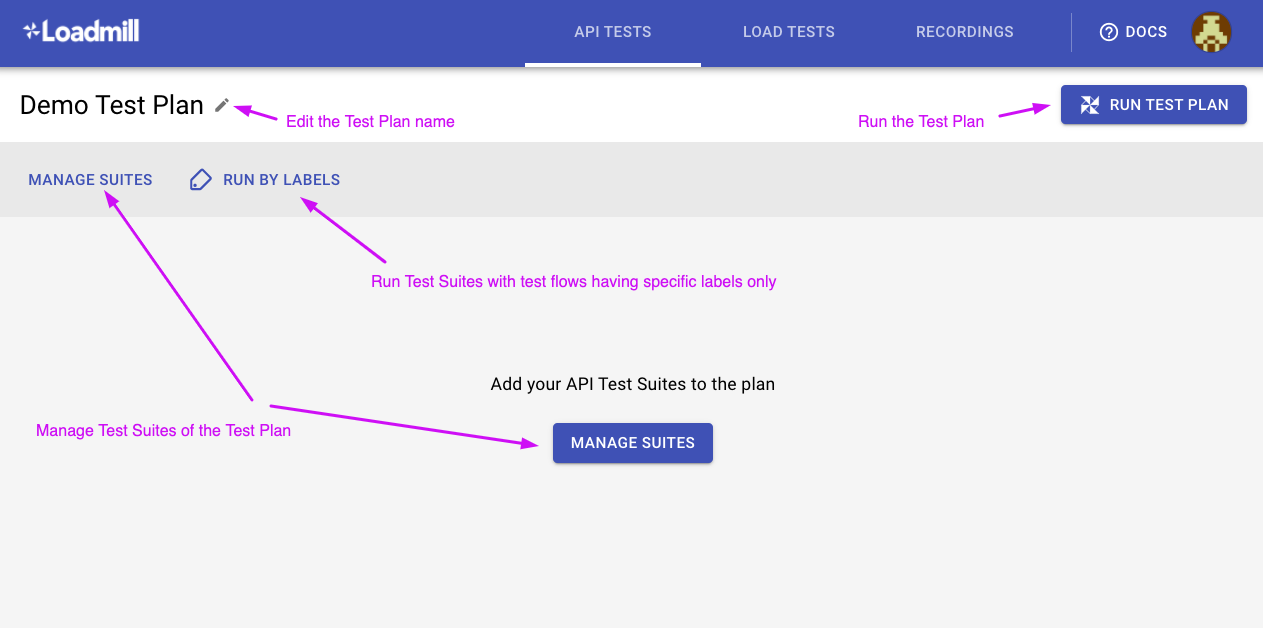 Loadmill
API TESTS
LOAD TESTS
RECORDINGS
DOCS
Demo Test Plan
Edit the Test Plan name
Run the Test Plan
RUN TEST PLAN
MANAGE SUITES
RUN BY LABELS
Run Test Suites with test flows having specific labels only
Add your API Test Suites to the plan
Manage Test Suites of the Test Plan
MANAGE SUITES